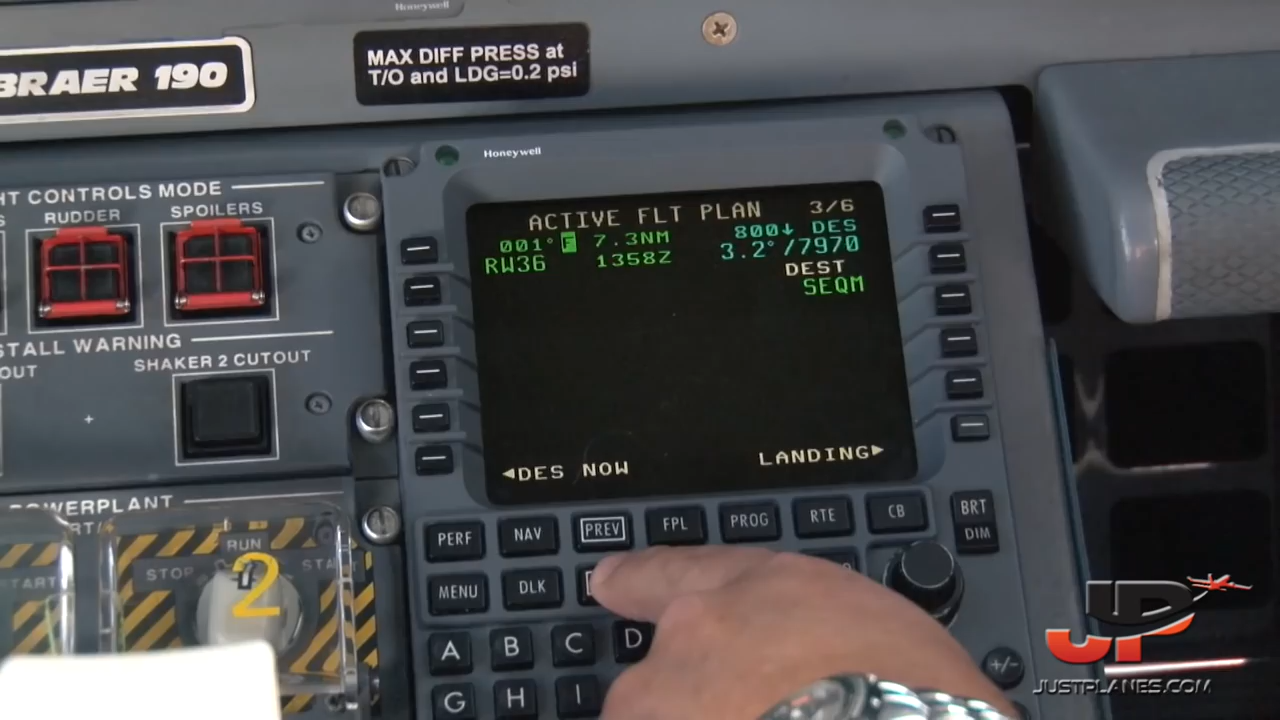 Honeywell
BRAER 190
MAX DIFF PRESS at
T/O and LDG=0.2 psi
HT CONTROLS MODE
RUDDER
SPOILERS
STALL WARNING
OUT
SHAKER 2 CUTOUT
POWERPLANT
START
RUN
STOP
START
2
Honeywell
ACTIVE FLT PLAN 3/6
001° F 7.3NM 800↓ DES
RW36 1358Z 3.2°/7970
DEST
SEQM
◄DES NOW LANDING►
PERF NAV PREV FPL PROG RTE CB BRT
DIM
MENU DLK
A B C D
G H I
+/−
JP
JUSTPLANES.COM